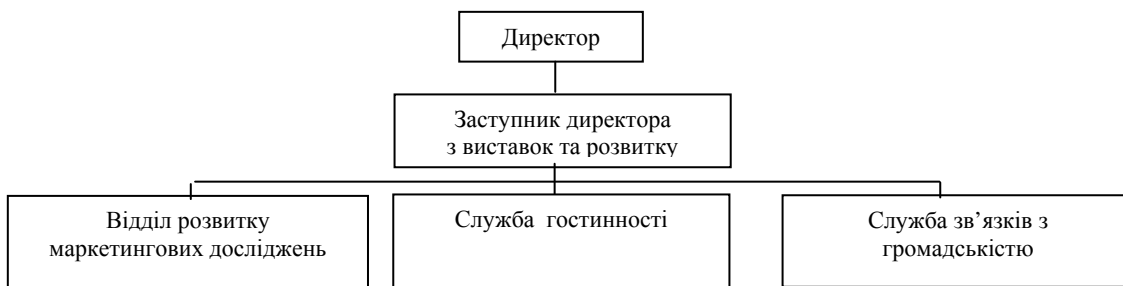 Директор
Заступник директора
з виставок та розвитку
Відділ розвитку
маркетингових досліджень
Служба гостинності
Служба зв’язків з
громадськістю